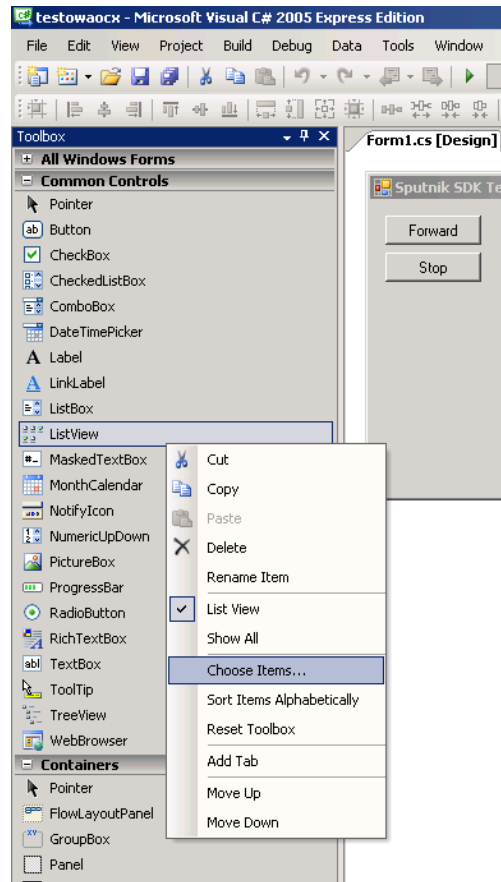 testowaocx - Microsoft Visual C# 2005 Express Edition
File Edit View Project Build Debug Data Tools Window
Toolbox
All Windows Forms
Common Controls
Pointer
Button
CheckBox
CheckedListBox
ComboBox
DateTimePicker
A Label
A LinkLabel
ListBox
ListView
MaskedTextBox
MonthCalendar
NotifyIcon
NumericUpDown
PictureBox
ProgressBar
RadioButton
RichTextBox
abl TextBox
ToolTip
TreeView
WebBrowser
Containers
Pointer
FlowLayoutPanel
GroupBox
Panel
Cut
Copy
Paste
Delete
Rename Item
List View
Show All
Choose Items...
Sort Items Alphabetically
Reset Toolbox
Add Tab
Move Up
Move Down
Form1.cs [Design]
Sputnik SDK Te
Forward
Stop